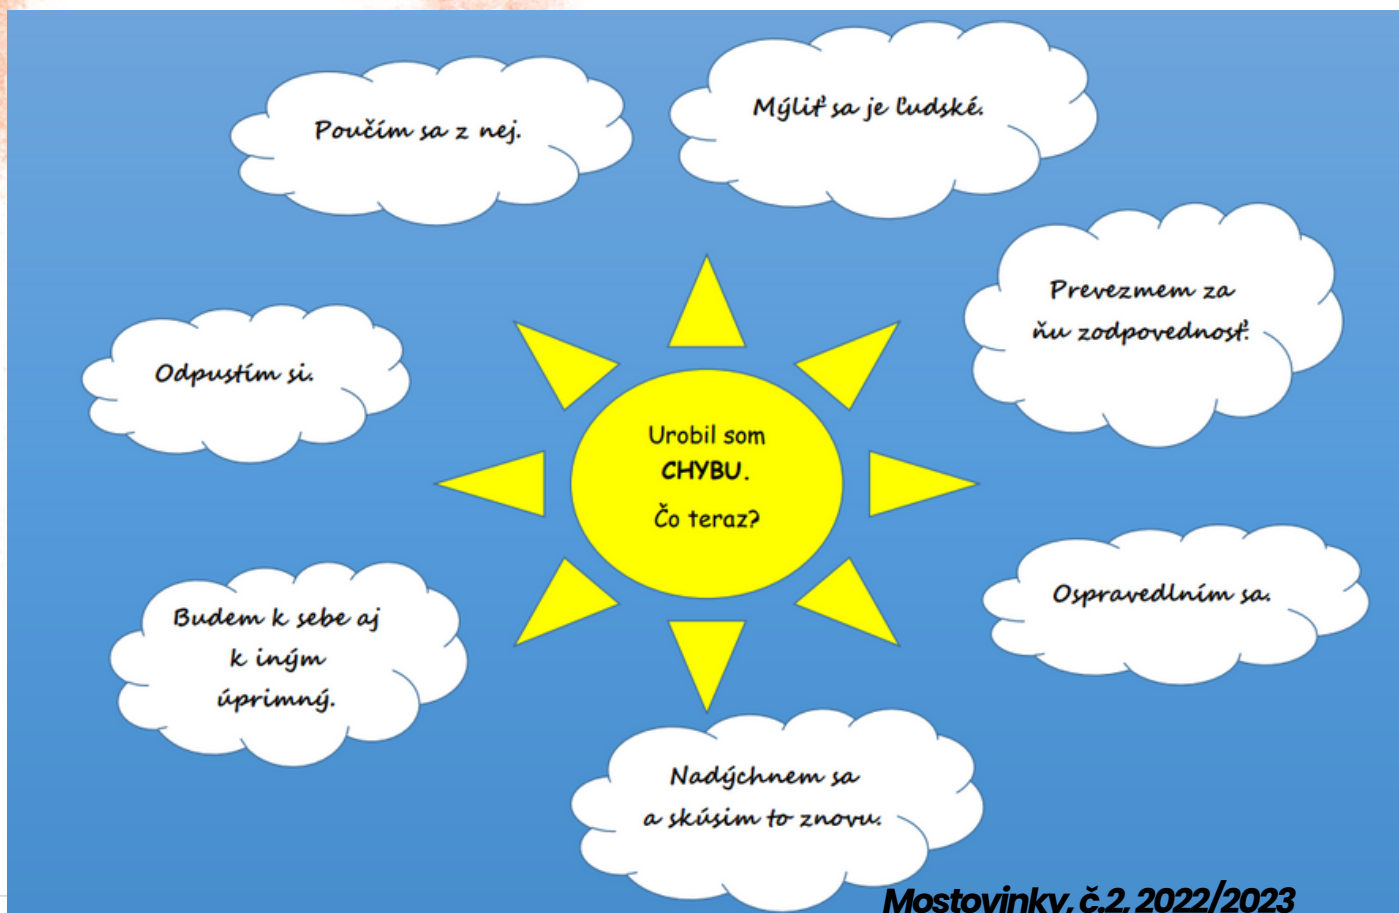 Poučím sa z nej.
Mýliť sa je ľudské.
Prevezmem za
ňu zodpovednosť.
Odpustím si.
Urobil som
CHYBU.
Čo teraz?
Ospravedlním sa.
Budem k sebe aj
k iným
úprimný.
Nadýchnem sa
a skúsim to znovu.
Mostovinky, č.2, 2022/2023